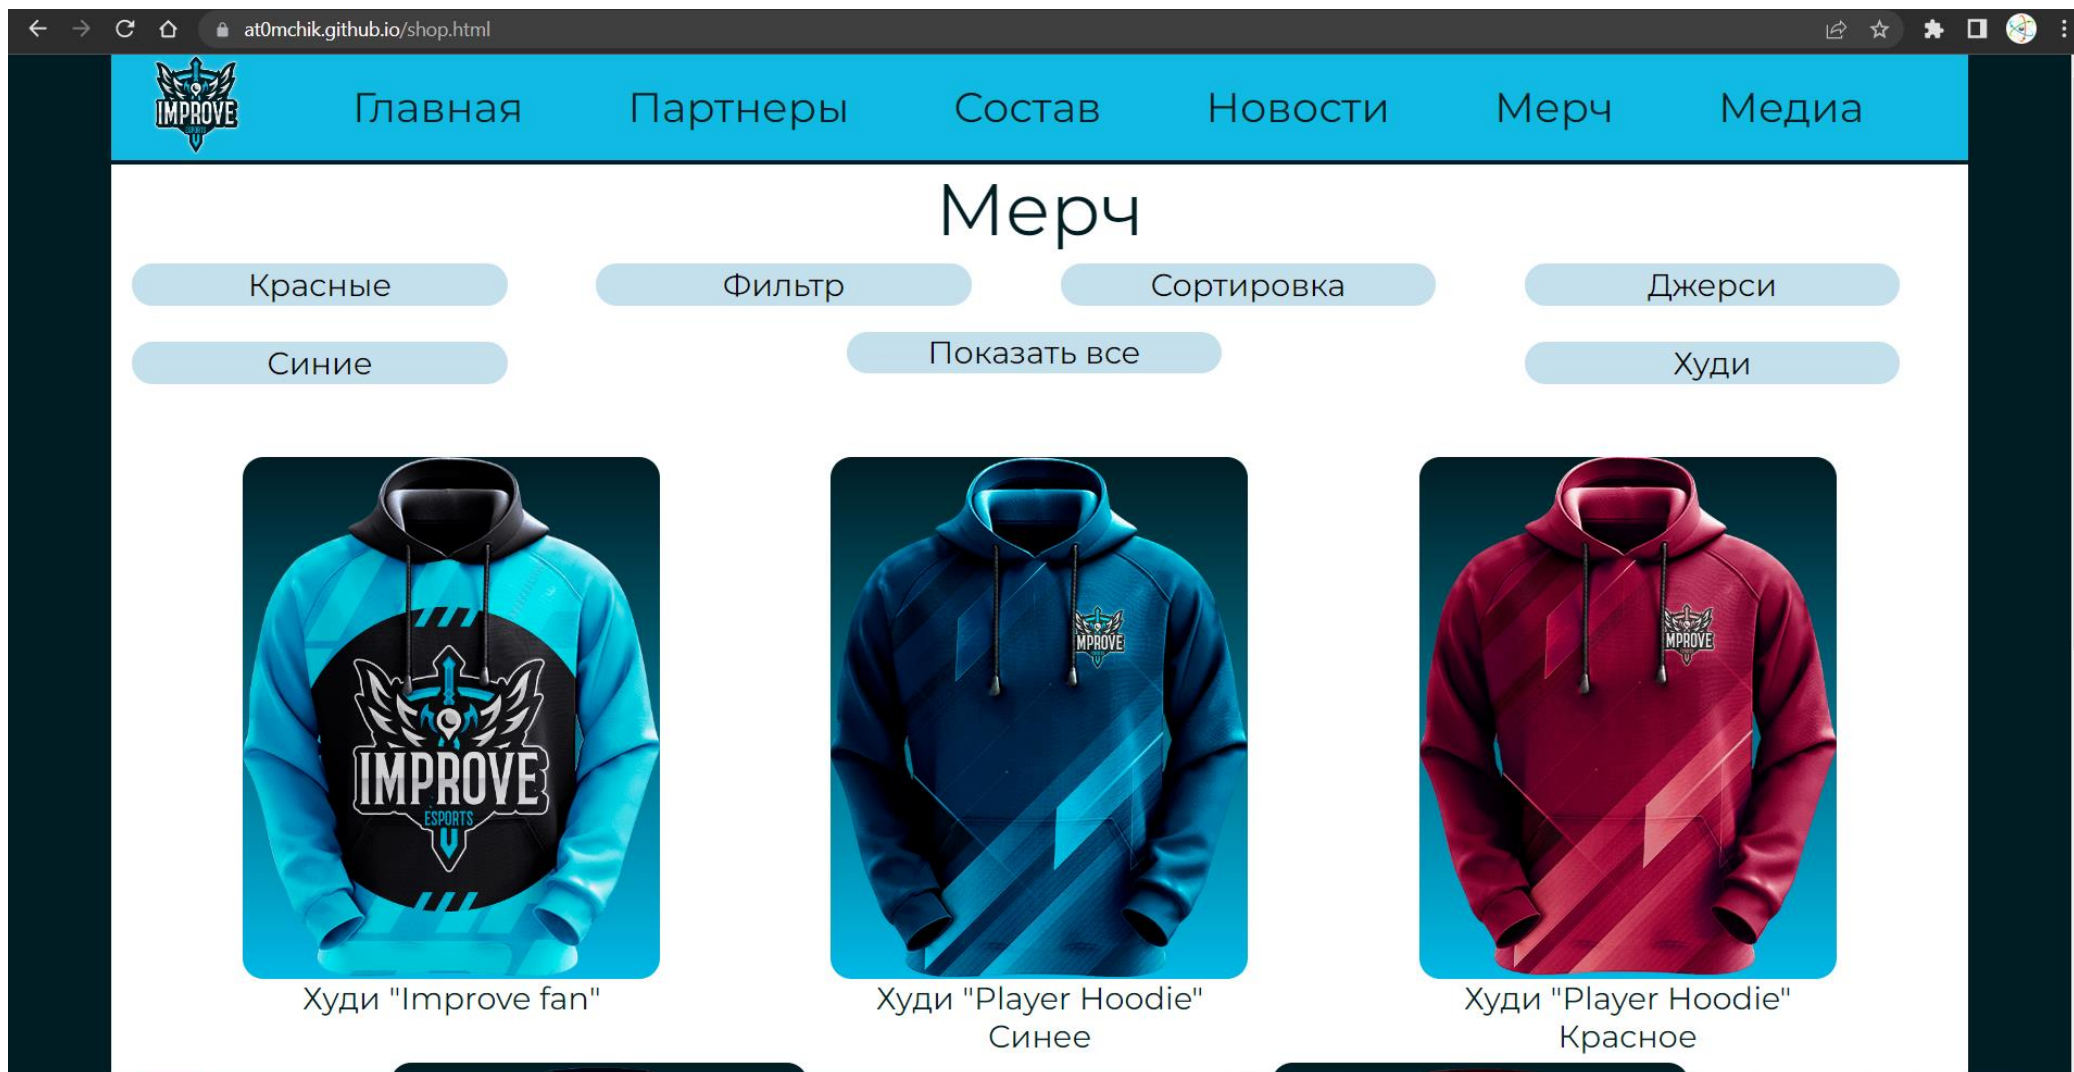 at0mchik.github.io/shop.html
IMPROVE
ESPORTS
Главная Партнеры Состав Новости Мерч Медиа
Мерч
Красные Фильтр Сортировка Джерси
Синие Показать все Худи
IMPROVE
ESPORTS
MPROVE
MPROVE
Худи "Improve fan"
Худи "Player Hoodie"
Синее
Худи "Player Hoodie"
Красное